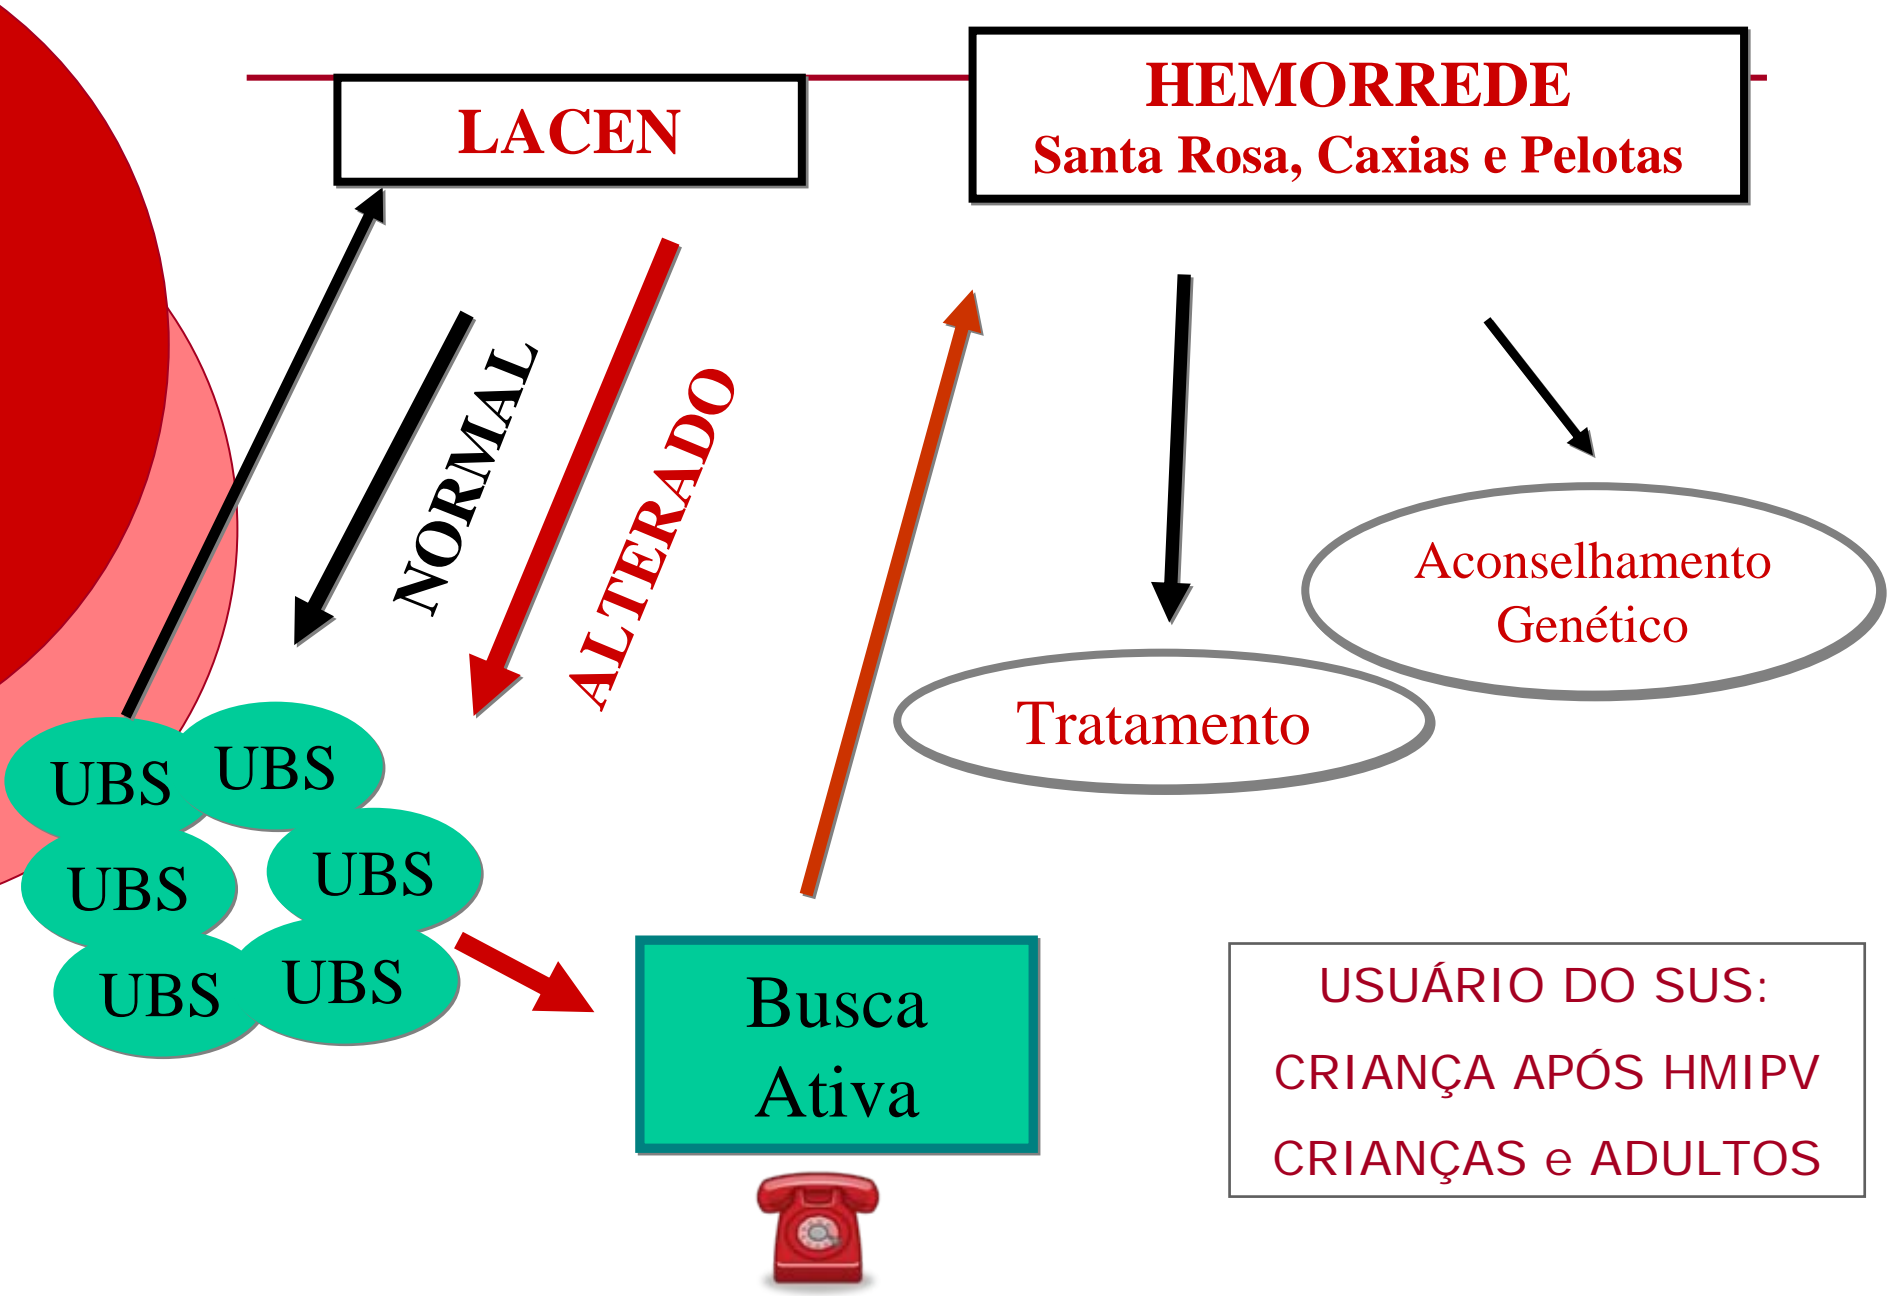 LACEN
HEMORREDE
Santa Rosa, Caxias e Pelotas
NORMAL
ALTERADO
Aconselhamento
Genético
Tratamento
UBS
UBS
UBS
UBS
UBS
UBS
Busca
Ativa
USUÁRIO DO SUS:
CRIANÇA APÓS HMIPV
CRIANÇAS e ADULTOS